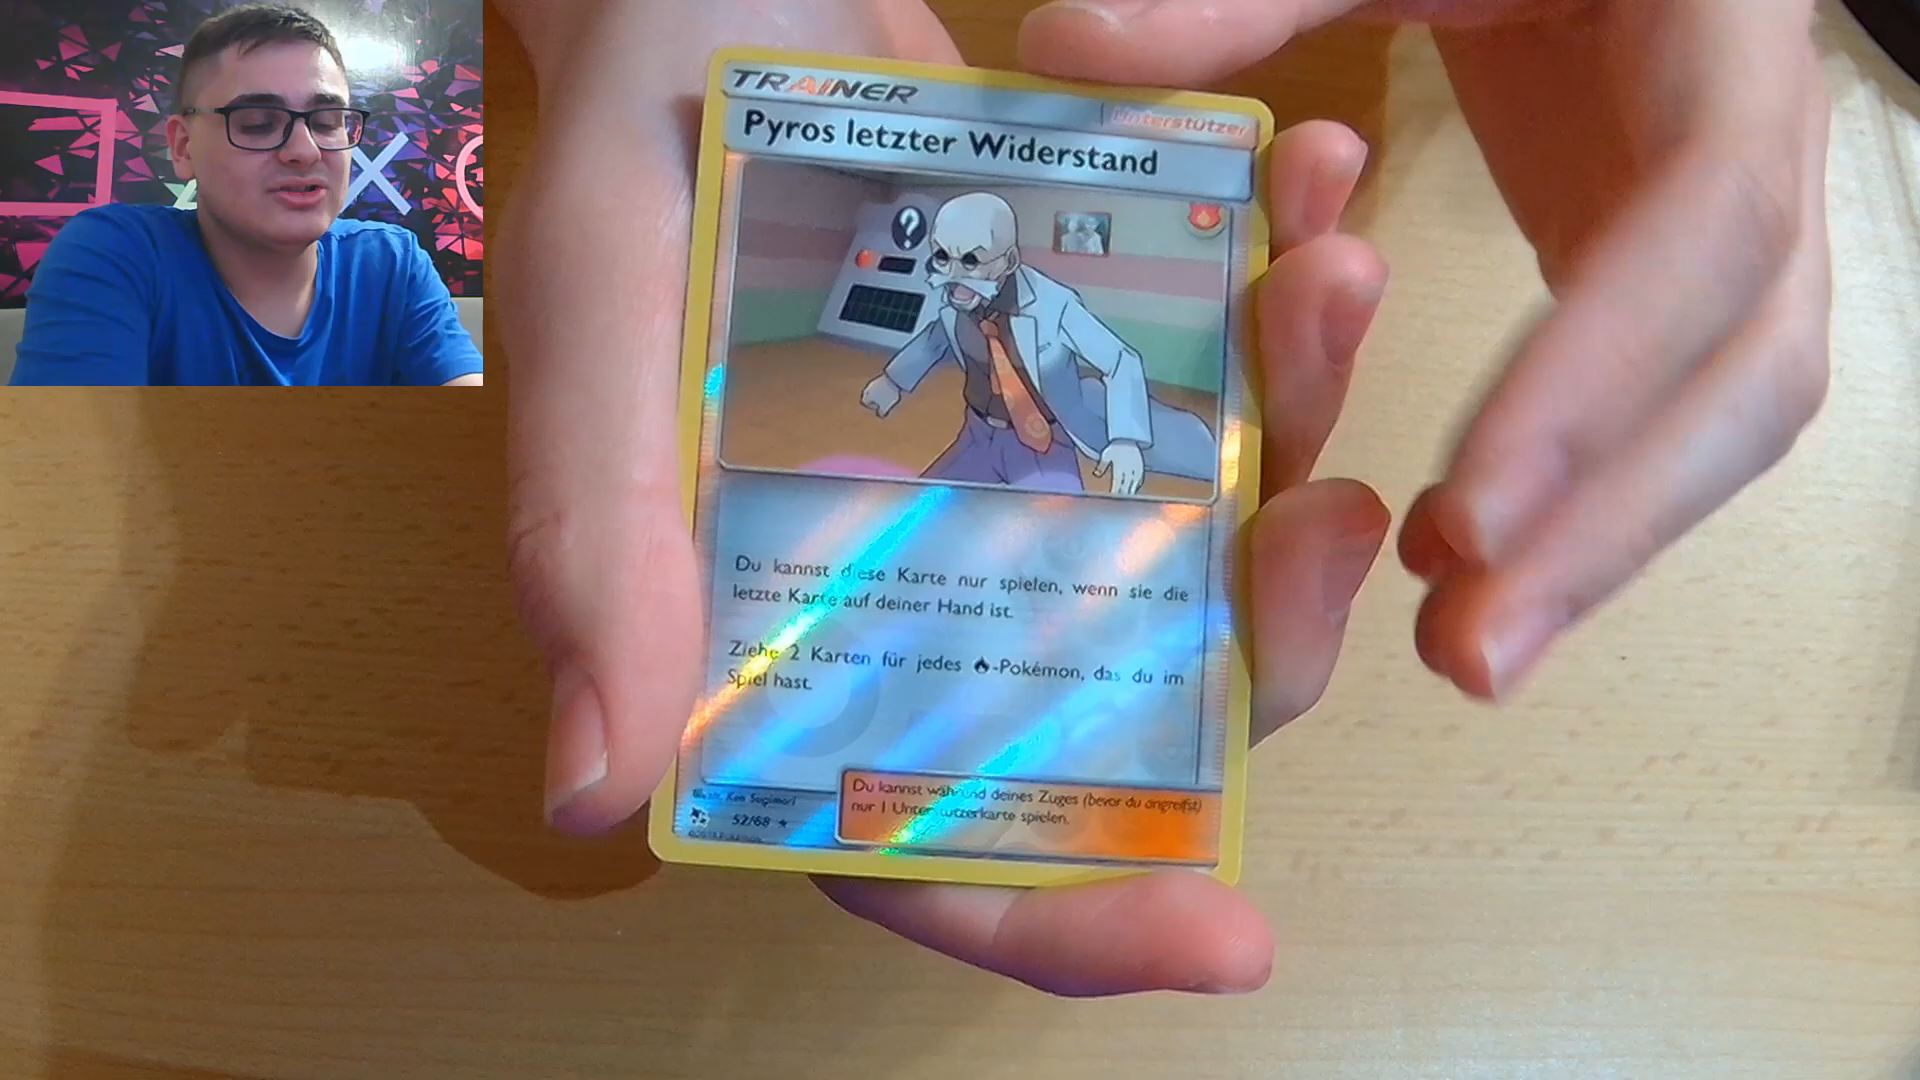 TRAINER
Unterstützer
Pyros letzter Widerstand
?
Du kannst diese Karte nur spielen, wenn sie die
letzte Karte auf deiner Hand ist.
Ziehe 2 Karten für jedes -Pokémon, das du im
Spiel hast.
Du kannst während deines Zuges (bevor du angreifst)
nur 1 Unterstützerkarte spielen.
Illus. Ken Sugimori
52/68